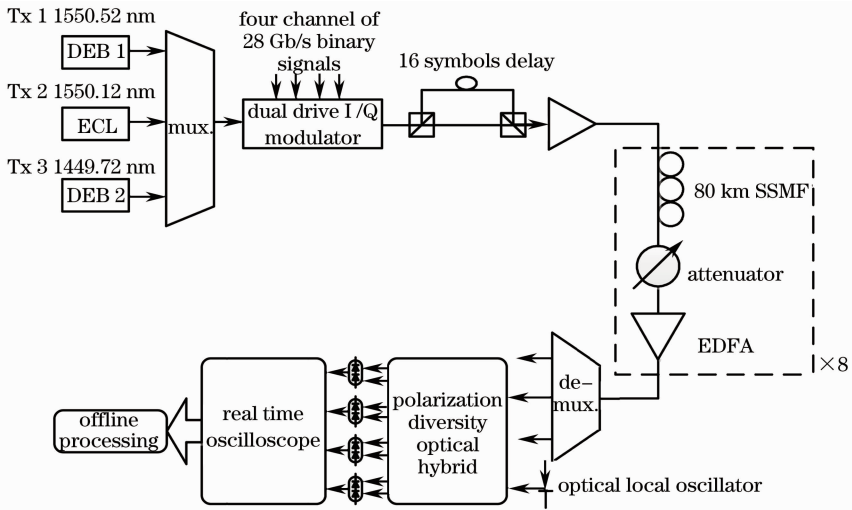 Tx 1 1550.52 nm
DEB 1
Tx 2 1550.12 nm
ECL
Tx 3 1449.72 nm
DEB 2
mux.
four channel of
28 Gb/s binary
signals
dual drive I/Q
modulator
16 symbols delay
80 km SSMF
attenuator
EDFA
×8
de-
mux.
optical local oscillator
polarization
diversity
optical
hybrid
real time
oscilloscope
offline
processing